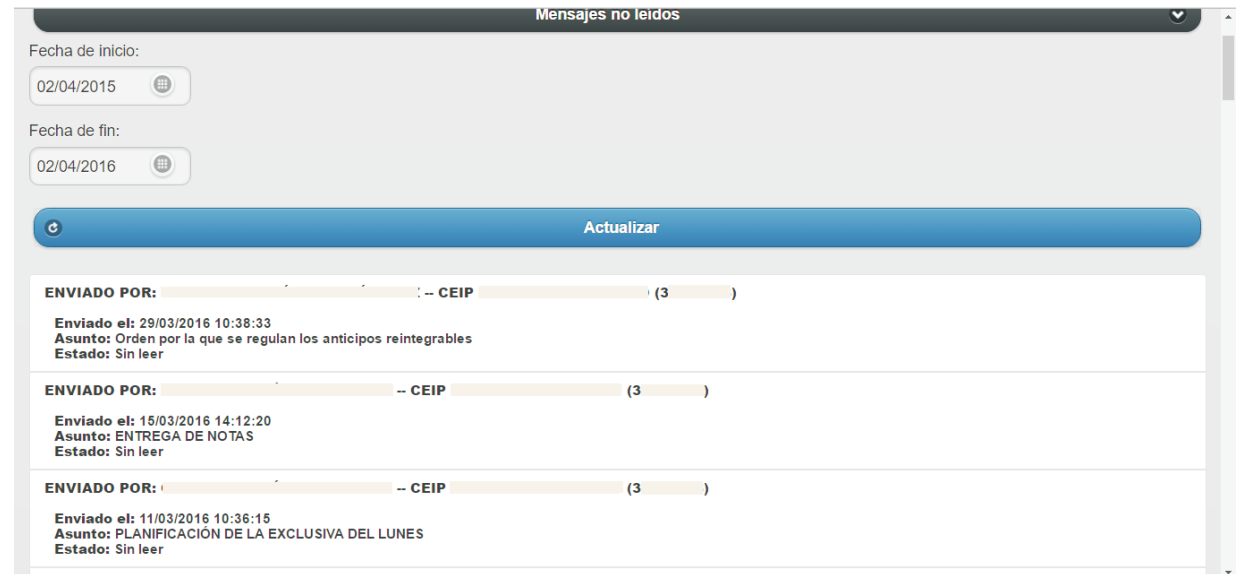 Mensajes no leídos
Fecha de inicio:
02/04/2015
Fecha de fin:
02/04/2016
Actualizar
ENVIADO POR: -- CEIP (3 )
Enviado el: 29/03/2016 10:38:33
Asunto: Orden por la que se regulan los anticipos reintegrables
Estado: Sin leer
ENVIADO POR: -- CEIP (3 )
Enviado el: 15/03/2016 14:12:20
Asunto: ENTREGA DE NOTAS
Estado: Sin leer
ENVIADO POR: -- CEIP (3 )
Enviado el: 11/03/2016 10:36:15
Asunto: PLANIFICACIÓN DE LA EXCLUSIVA DEL LUNES
Estado: Sin leer